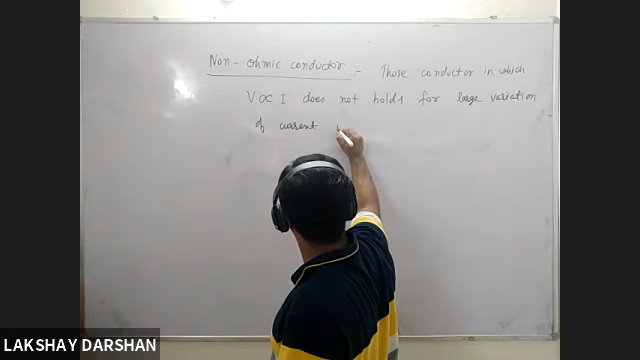 Non-ohmic conductor :- Those conductor in which
V ∝ I does not holds for large variation
of current
LAKSHAY DARSHAN